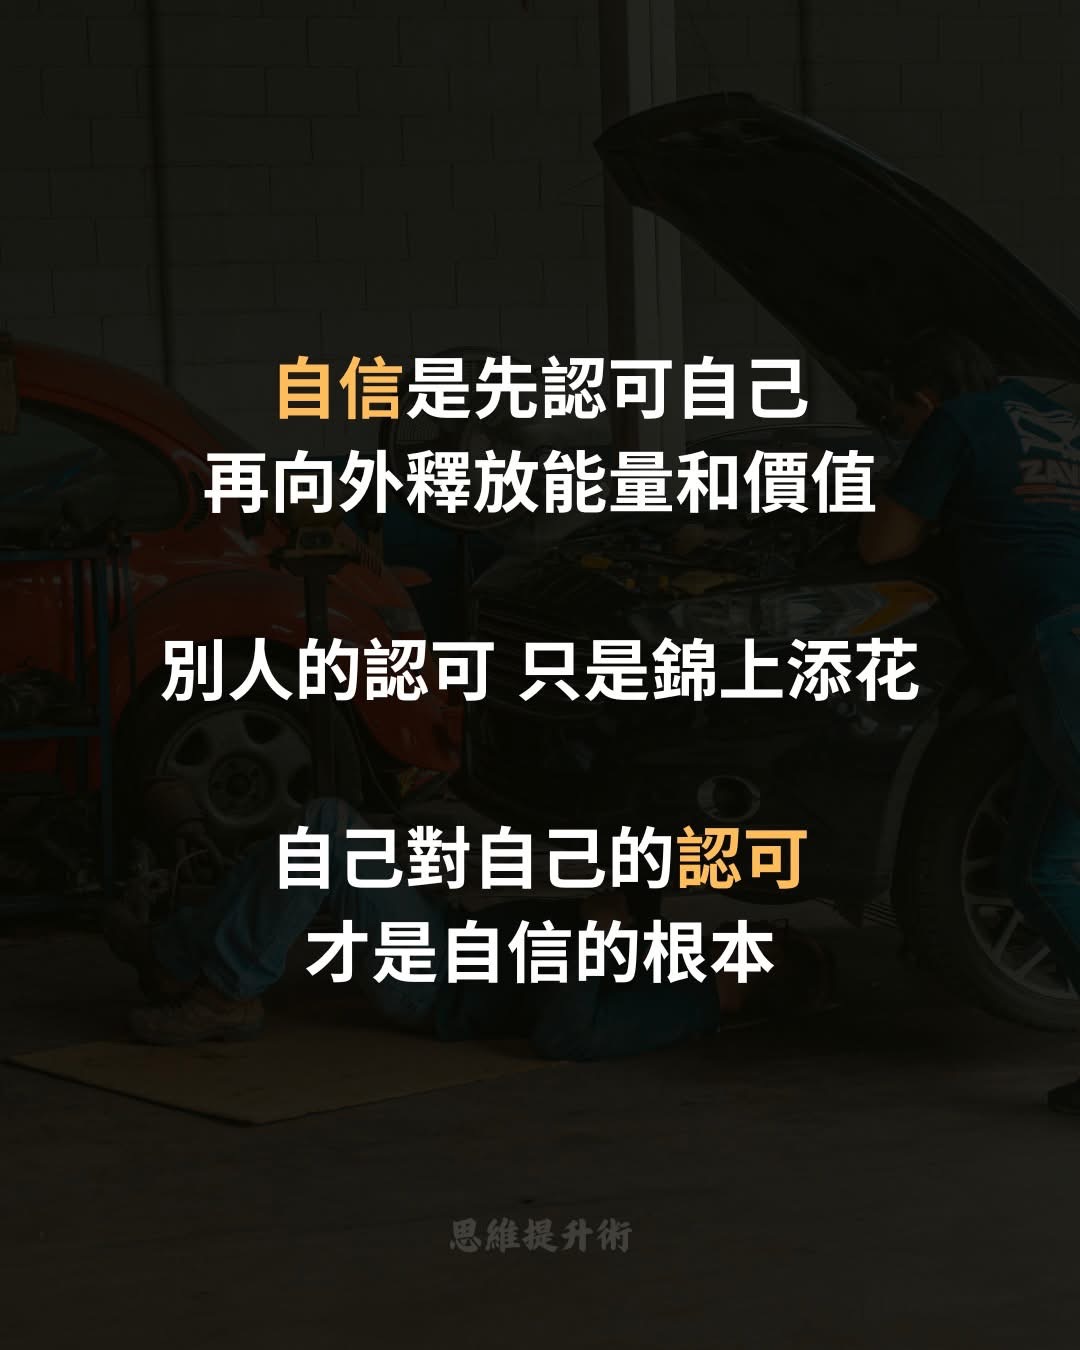 自信是先認可自己
再向外釋放能量和價值
別人的認可 只是錦上添花
自己對自己的認可
才是自信的根本
思維提升術